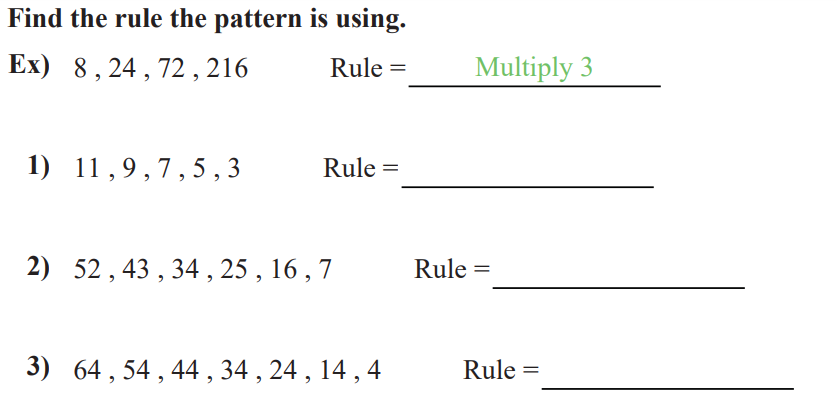 Find the rule the pattern is using.
Ex) 8 , 24 , 72 , 216 Rule = Multiply 3
1) 11 , 9 , 7 , 5 , 3 Rule =
2) 52 , 43 , 34 , 25 , 16 , 7 Rule =
3) 64 , 54 , 44 , 34 , 24 , 14 , 4 Rule =